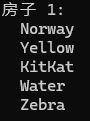 房子 1:
Norway
Yellow
KitKat
Water
Zebra